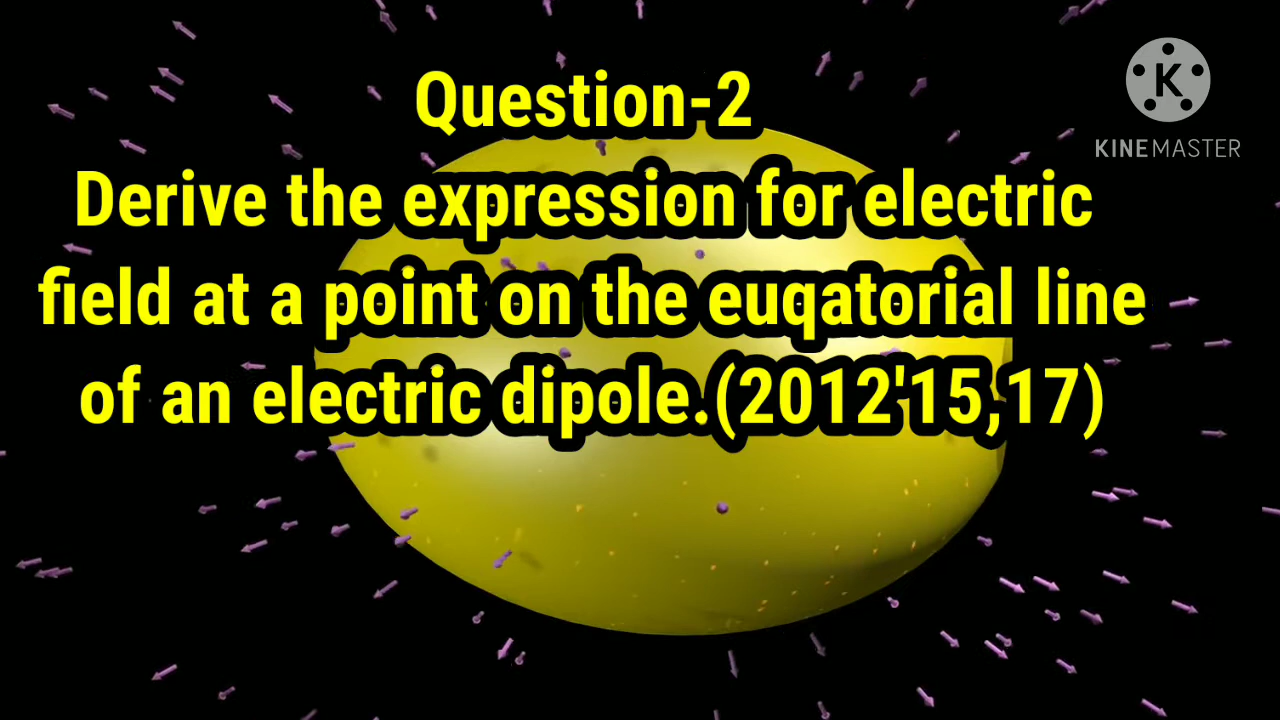 Question-2
Derive the expression for electric
field at a point on the euqatorial line
of an electric dipole.(2012'15,17)
K
KINEMASTER